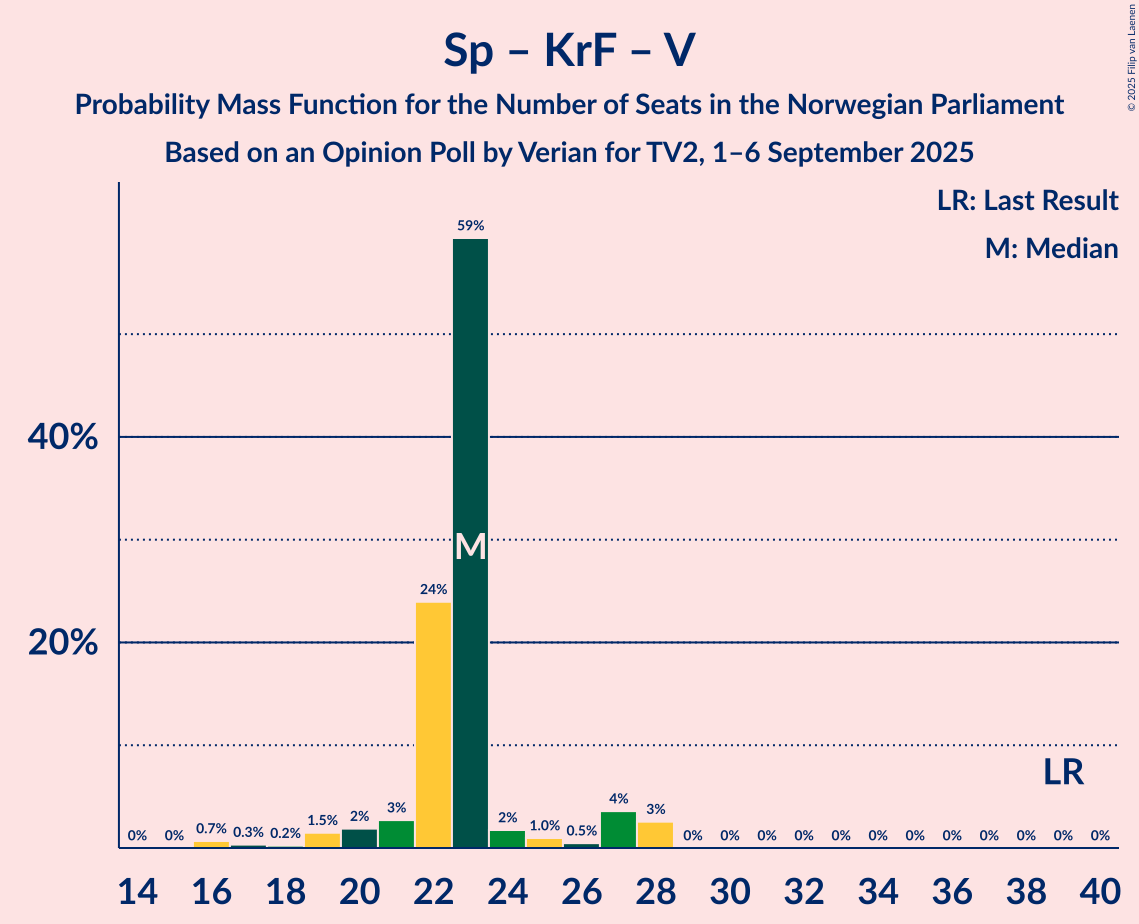 Sp – KrF – V
Probability Mass Function for the Number of Seats in the Norwegian Parliament
Based on an Opinion Poll by Verian for TV2, 1–6 September 2025
© 2025 Filip van Laenen
LR: Last Result
M: Median
40%
20%
0% 0% 0.7% 0.3% 0.2% 1.5% 2% 3% 24% 59% 2% 1.0% 0.5% 4% 3% 0% 0% 0% 0% 0% 0% 0% 0% 0% 0% 0% 0%
M
LR
14 16 18 20 22 24 26 28 30 32 34 36 38 40